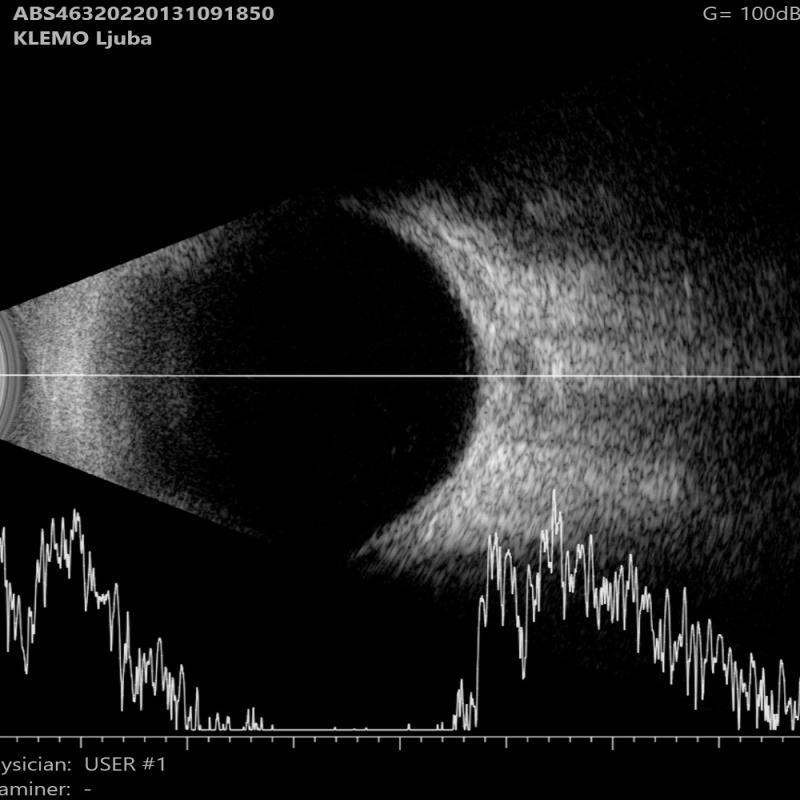 ABS46320220131091850
KLEMO Ljuba
G= 100dB
ysician: USER #1
aminer: -